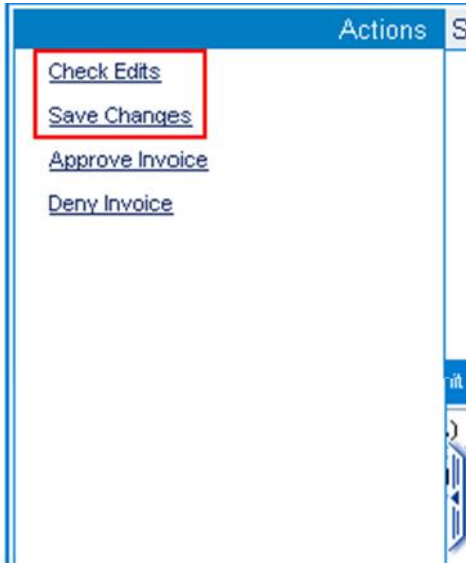 Actions
Check Edits
Save Changes
Approve Invoice
Deny Invoice